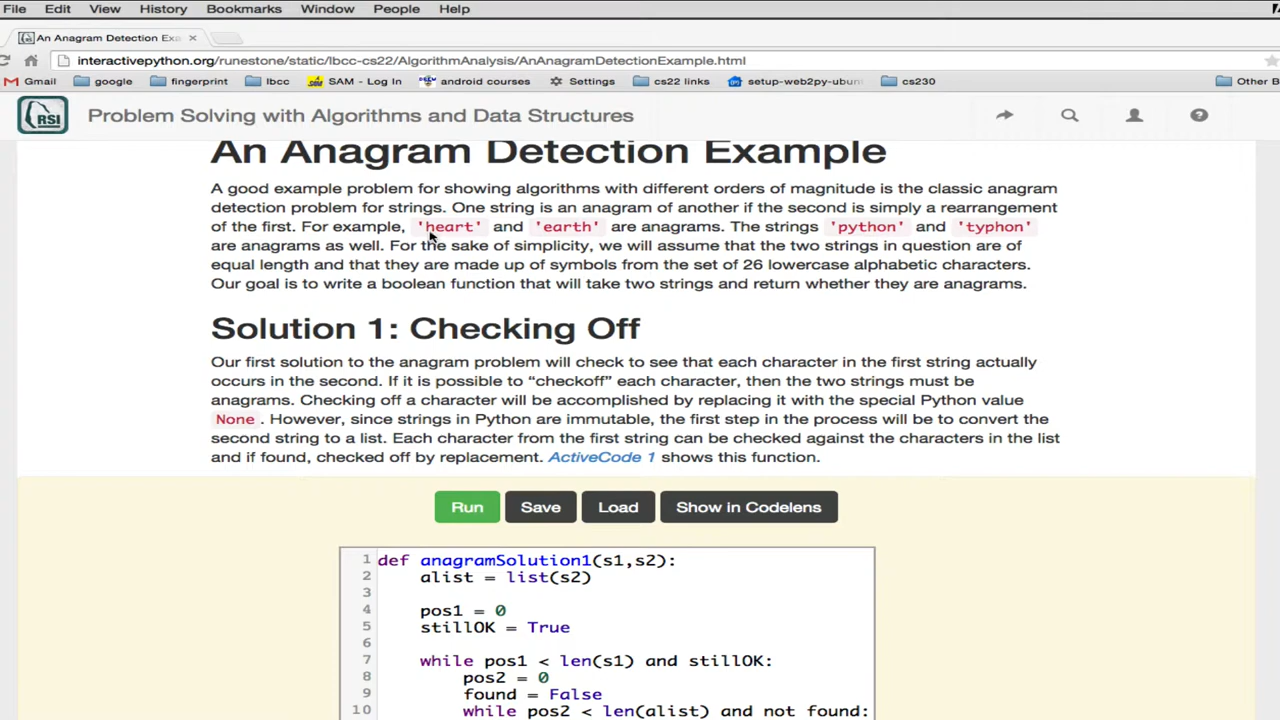 File Edit View History Bookmarks Window People Help
An Anagram Detection Exa
interactivepython.org/runestone/static/lbcc-cs22/AlgorithmAnalysis/AnAnagramDetectionExample.html
Gmail google fingerprint lbcc SAM - Log In android courses Settings cs22 links setup-web2py-ubun cs230 Other B
RSI Problem Solving with Algorithms and Data Structures
An Anagram Detection Example
A good example problem for showing algorithms with different orders of magnitude is the classic anagram
detection problem for strings. One string is an anagram of another if the second is simply a rearrangement
of the first. For example, 'heart' and 'earth' are anagrams. The strings 'python' and 'typhon'
are anagrams as well. For the sake of simplicity, we will assume that the two strings in question are of
equal length and that they are made up of symbols from the set of 26 lowercase alphabetic characters.
Our goal is to write a boolean function that will take two strings and return whether they are anagrams.
Solution 1: Checking Off
Our first solution to the anagram problem will check to see that each character in the first string actually
occurs in the second. If it is possible to “checkoff” each character, then the two strings must be
anagrams. Checking off a character will be accomplished by replacing it with the special Python value
None. However, since strings in Python are immutable, the first step in the process will be to convert the
second string to a list. Each character from the first string can be checked against the characters in the list
and if found, checked off by replacement. ActiveCode 1 shows this function.
Run Save Load Show in Codelens
1 def anagramSolution1(s1,s2):
2 alist = list(s2)
3
4 pos1 = 0
5 stillOK = True
6
7 while pos1 < len(s1) and stillOK:
8 pos2 = 0
9 found = False
10 while pos2 < len(alist) and not found: